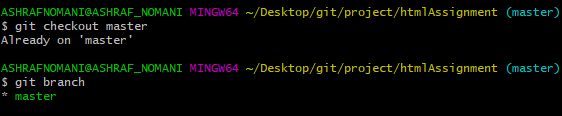 ASHRAFNOMANI@ASHRAF_NOMANI MINGW64 ~/Desktop/git/project/htmlAssignment (master)
$ git checkout master
Already on 'master'
ASHRAFNOMANI@ASHRAF_NOMANI MINGW64 ~/Desktop/git/project/htmlAssignment (master)
$ git branch
* master